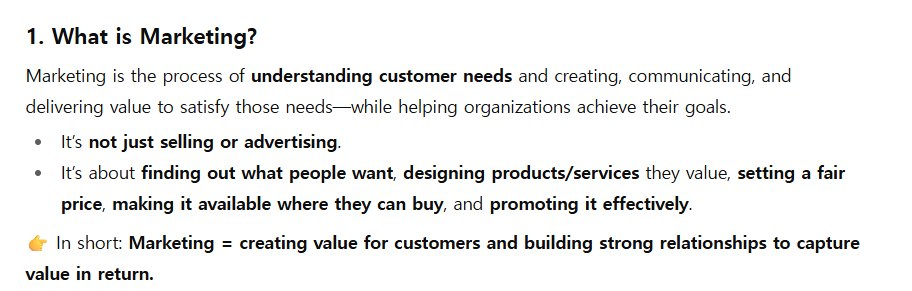 1. What is Marketing?
Marketing is the process of understanding customer needs and creating, communicating, and
delivering value to satisfy those needs—while helping organizations achieve their goals.
• It’s not just selling or advertising.
• It’s about finding out what people want, designing products/services they value, setting a fair
price, making it available where they can buy, and promoting it effectively.
👉 In short: Marketing = creating value for customers and building strong relationships to capture
value in return.